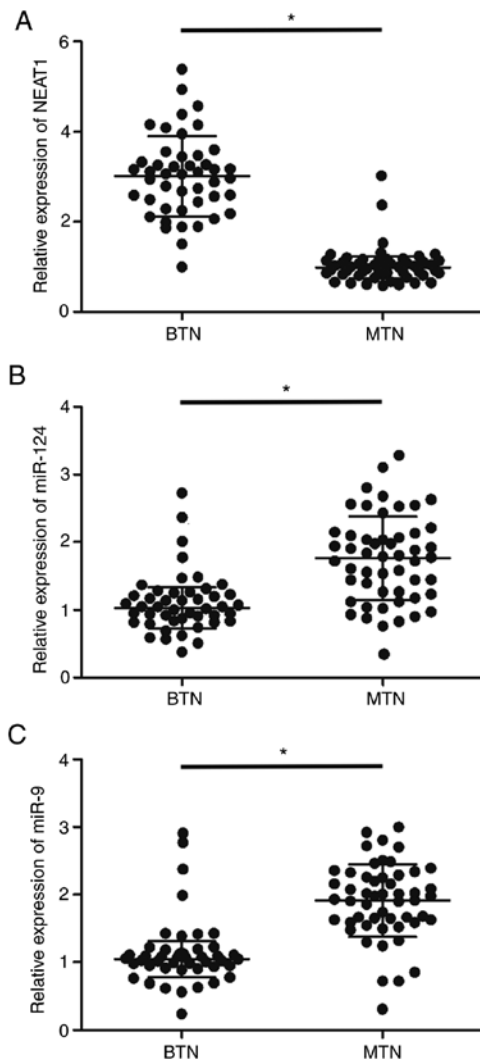 A
*
Relative expression of NEAT1
6
4
2
0
BTN
MTN
B
*
Relative expression of miR-124
4
3
2
1
0
BTN
MTN
C
*
Relative expression of miR-9
4
3
2
1
0
BTN
MTN